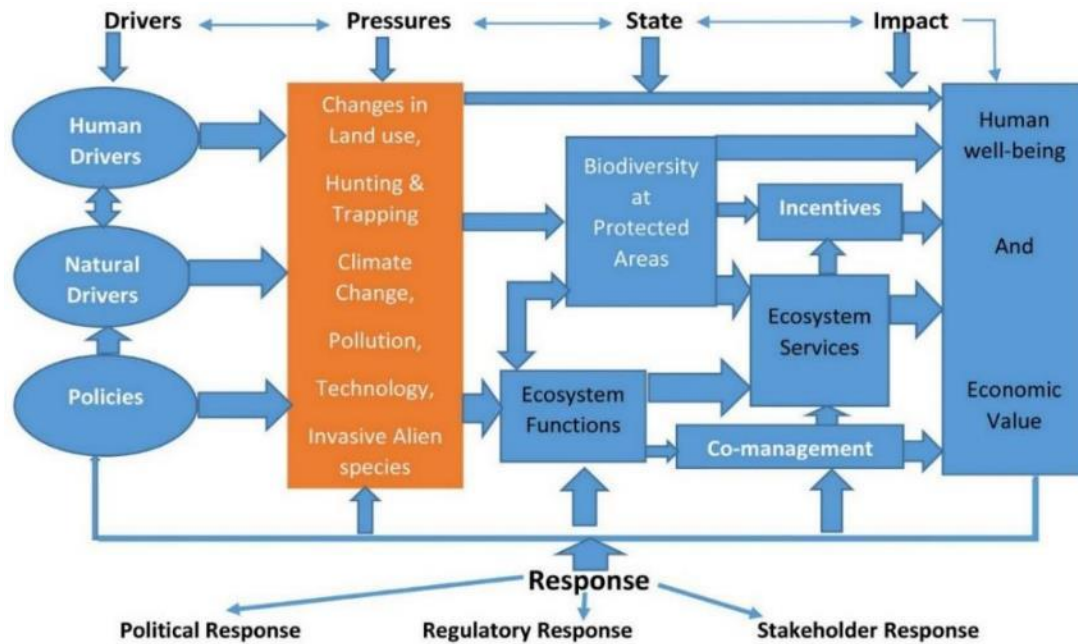 Drivers
Pressures
State
Impact
Human
Drivers
Natural
Drivers
Policies
Changes in
Land use,
Hunting &
Trapping
Climate
Change,
Pollution,
Technology,
Invasive Alien
species
Biodiversity
at
Protected
Areas
Ecosystem
Functions
Incentives
Ecosystem
Services
Co-management
Human
well-being
And
Economic
Value
Response
Political Response
Regulatory Response
Stakeholder Response